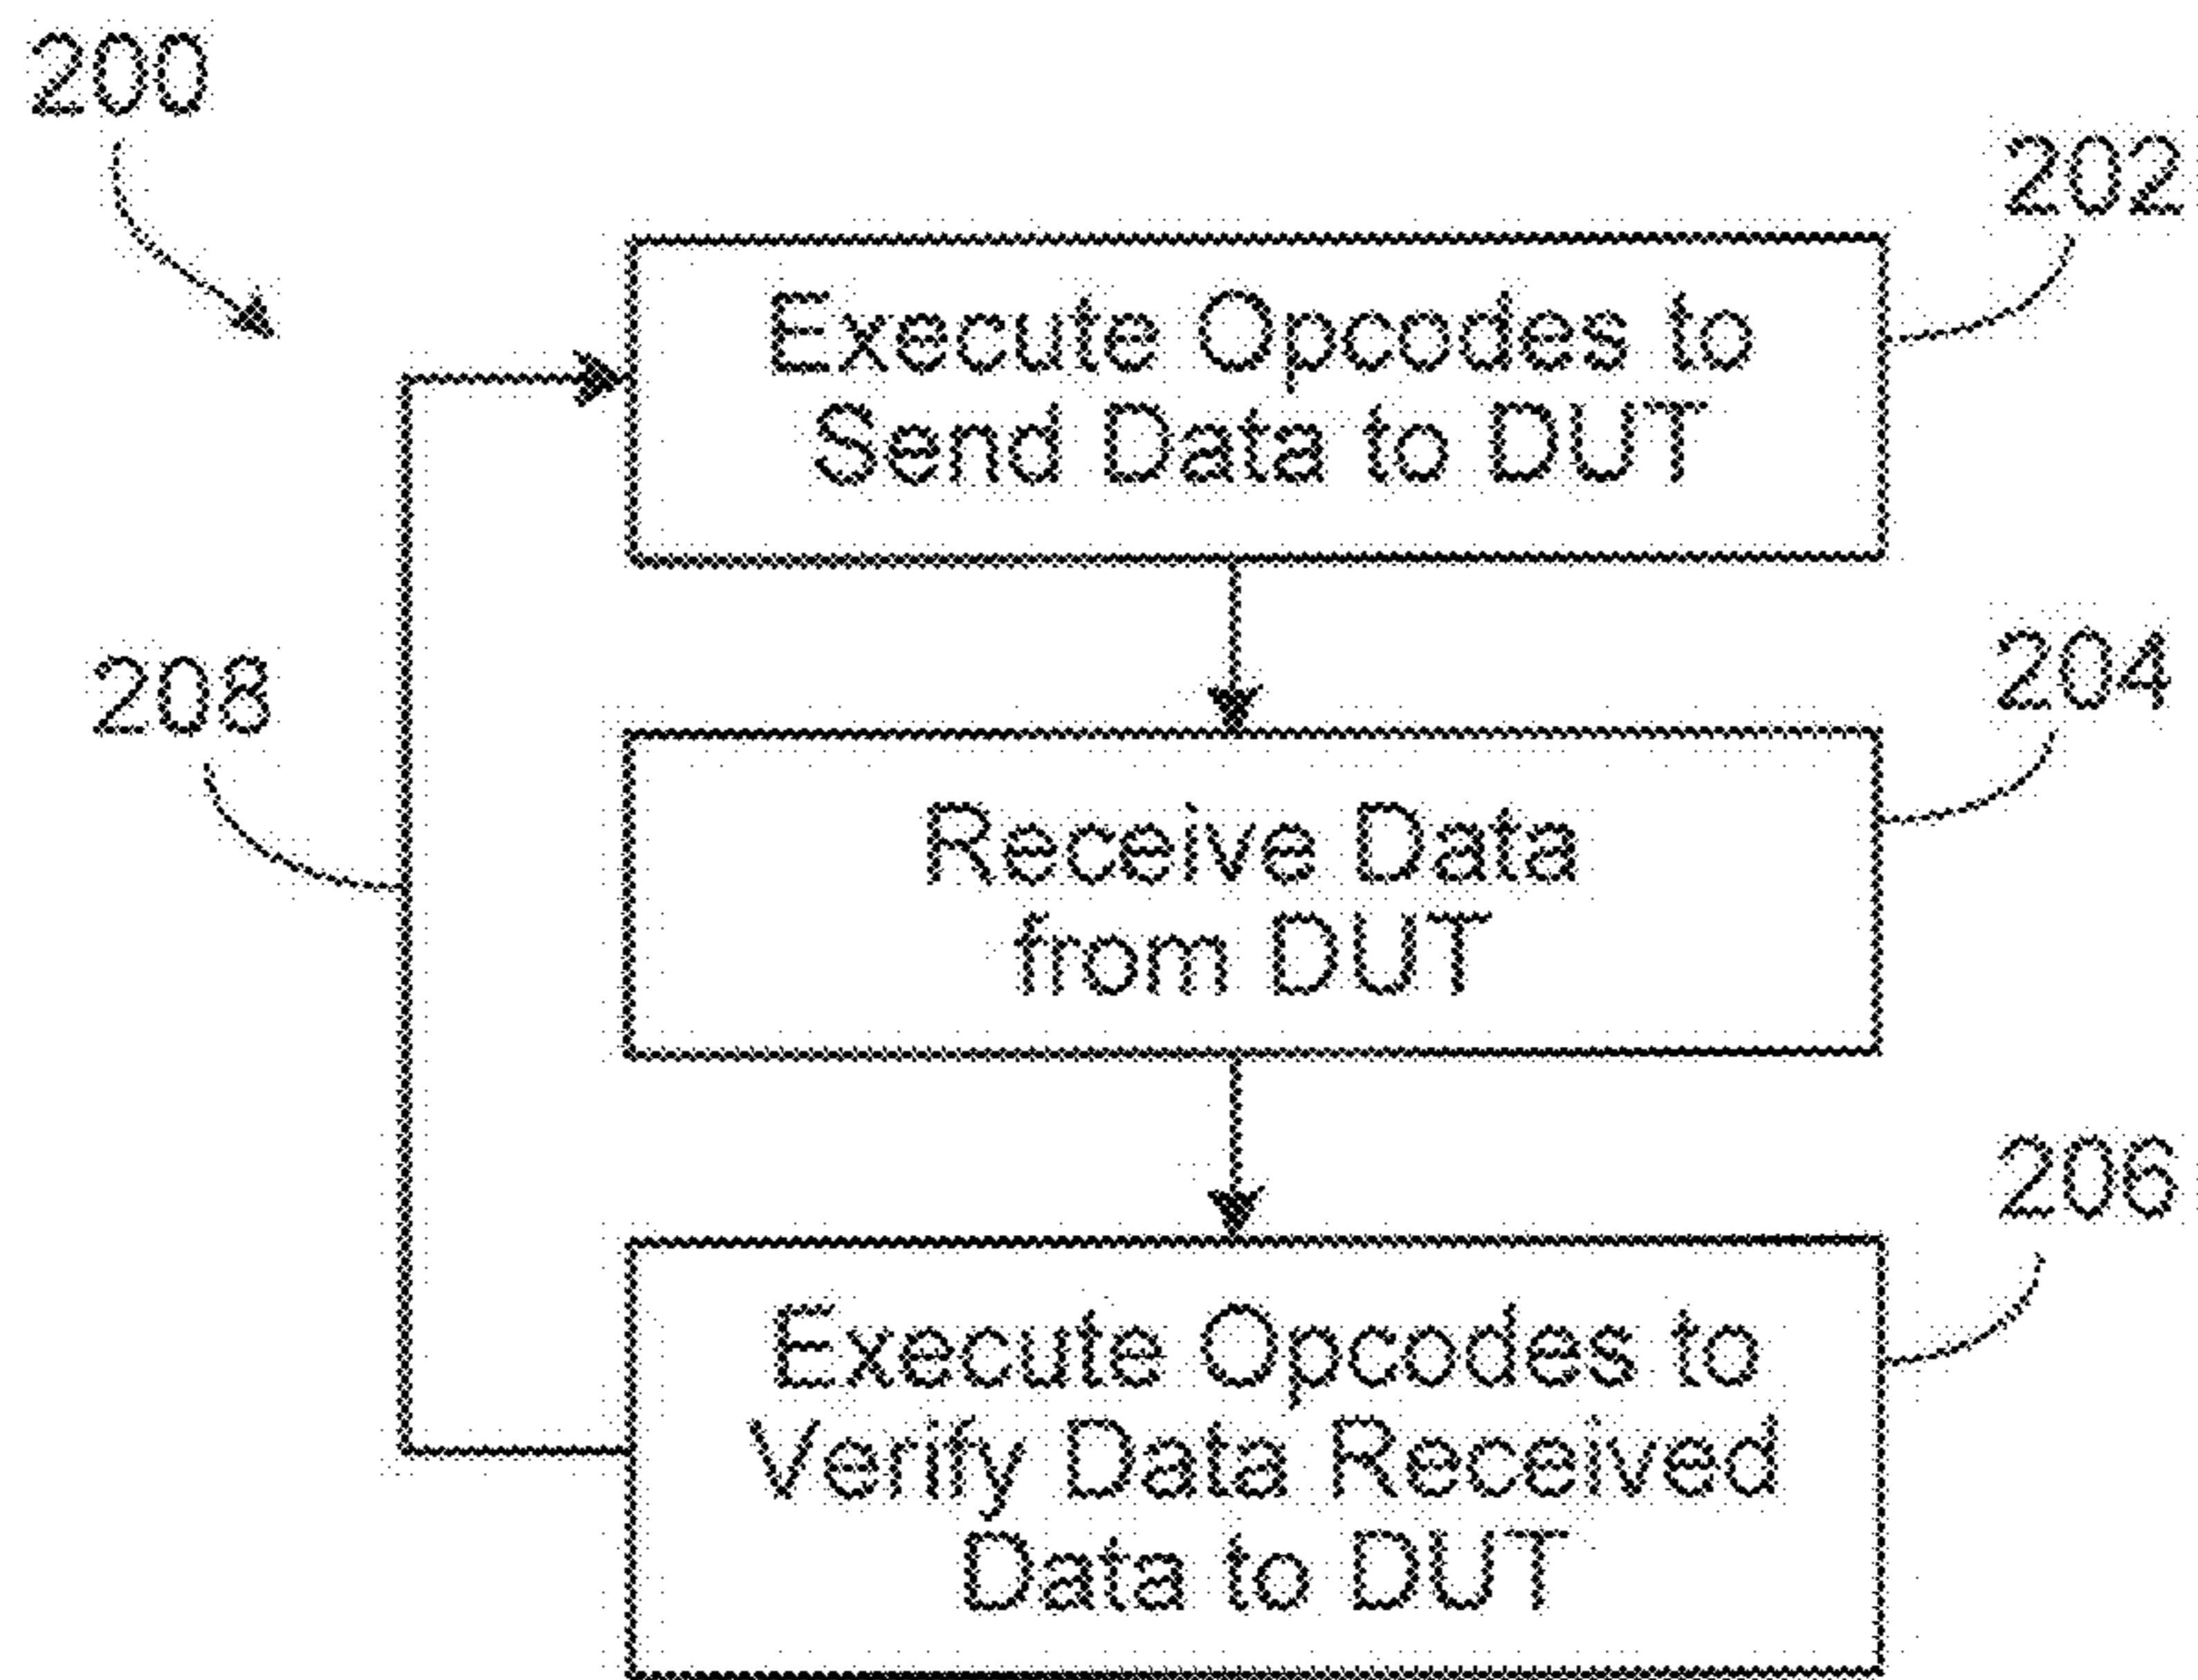 200
202
Execute Opcodes to
Send Data to DUT
208
204
Receive Data
from DUT
206
Execute Opcodes to
Verify Data Received
Data to DUT